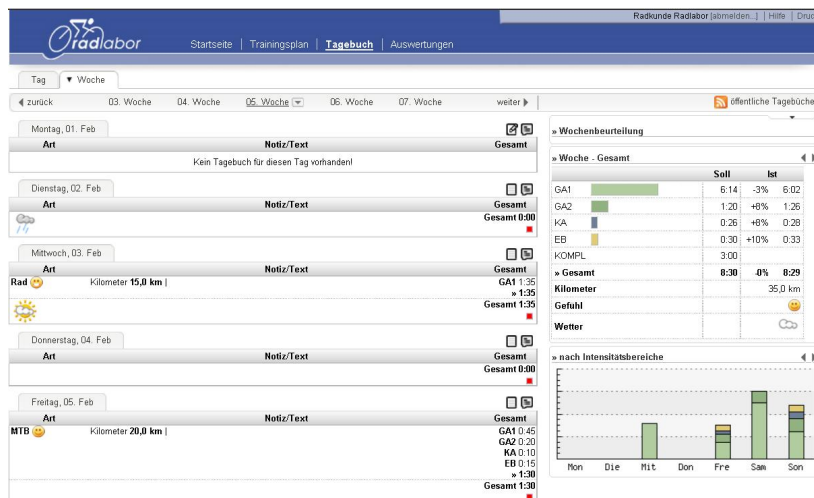 Radkunde Radlabor [abmelden...] | Hilfe | Druc
radlabor
Startseite | Trainingsplan | Tagebuch | Auswertungen
Tag ▼ Woche
zurück 03. Woche 04. Woche 05. Woche 06. Woche 07. Woche weiter
öffentliche Tagebüche
Montag, 01. Feb
Art Notiz/Text Gesamt
Kein Tagebuch für diesen Tag vorhanden!
Dienstag, 02. Feb
Art Notiz/Text Gesamt
Gesamt 0:00
Mittwoch, 03. Feb
Art Notiz/Text Gesamt
Rad Kilometer 15,0 km | GA1 1:35
» 1:35
Gesamt 1:35
Donnerstag, 04. Feb
Art Notiz/Text Gesamt
Gesamt 0:00
Freitag, 05. Feb
Art Notiz/Text Gesamt
MTB Kilometer 20,0 km | GA1 0:45
GA2 0:20
KA 0:10
EB 0:15
» 1:30
Gesamt 1:30
» Wochenbeurteilung
» Woche - Gesamt
Soll Ist
GA1 6:14 -3% 6:02
GA2 1:20 +8% 1:26
KA 0:26 +8% 0:28
EB 0:30 +10% 0:33
KOMPL 3:00
» Gesamt 8:30 -0% 8:29
Kilometer 35,0 km
Gefühl
Wetter
» nach Intensitätsbereiche
Mon Die Mit Don Fre Sam Son